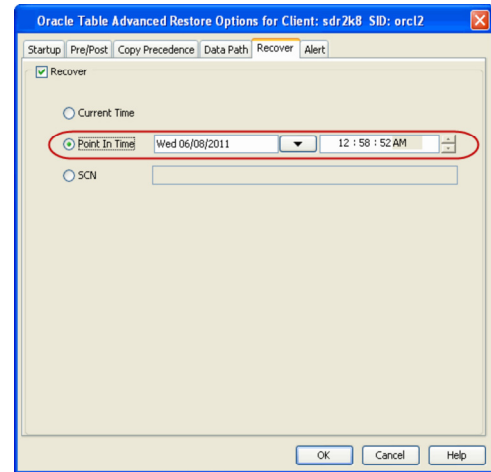 Oracle Table Advanced Restore Options for Client: sdr2k8 SID: orcl2
Startup Pre/Post Copy Precedence Data Path Recover Alert
Recover
Current Time
Point In Time Wed 06/08/2011 12 : 58 : 52 AM
SCN
OK Cancel Help